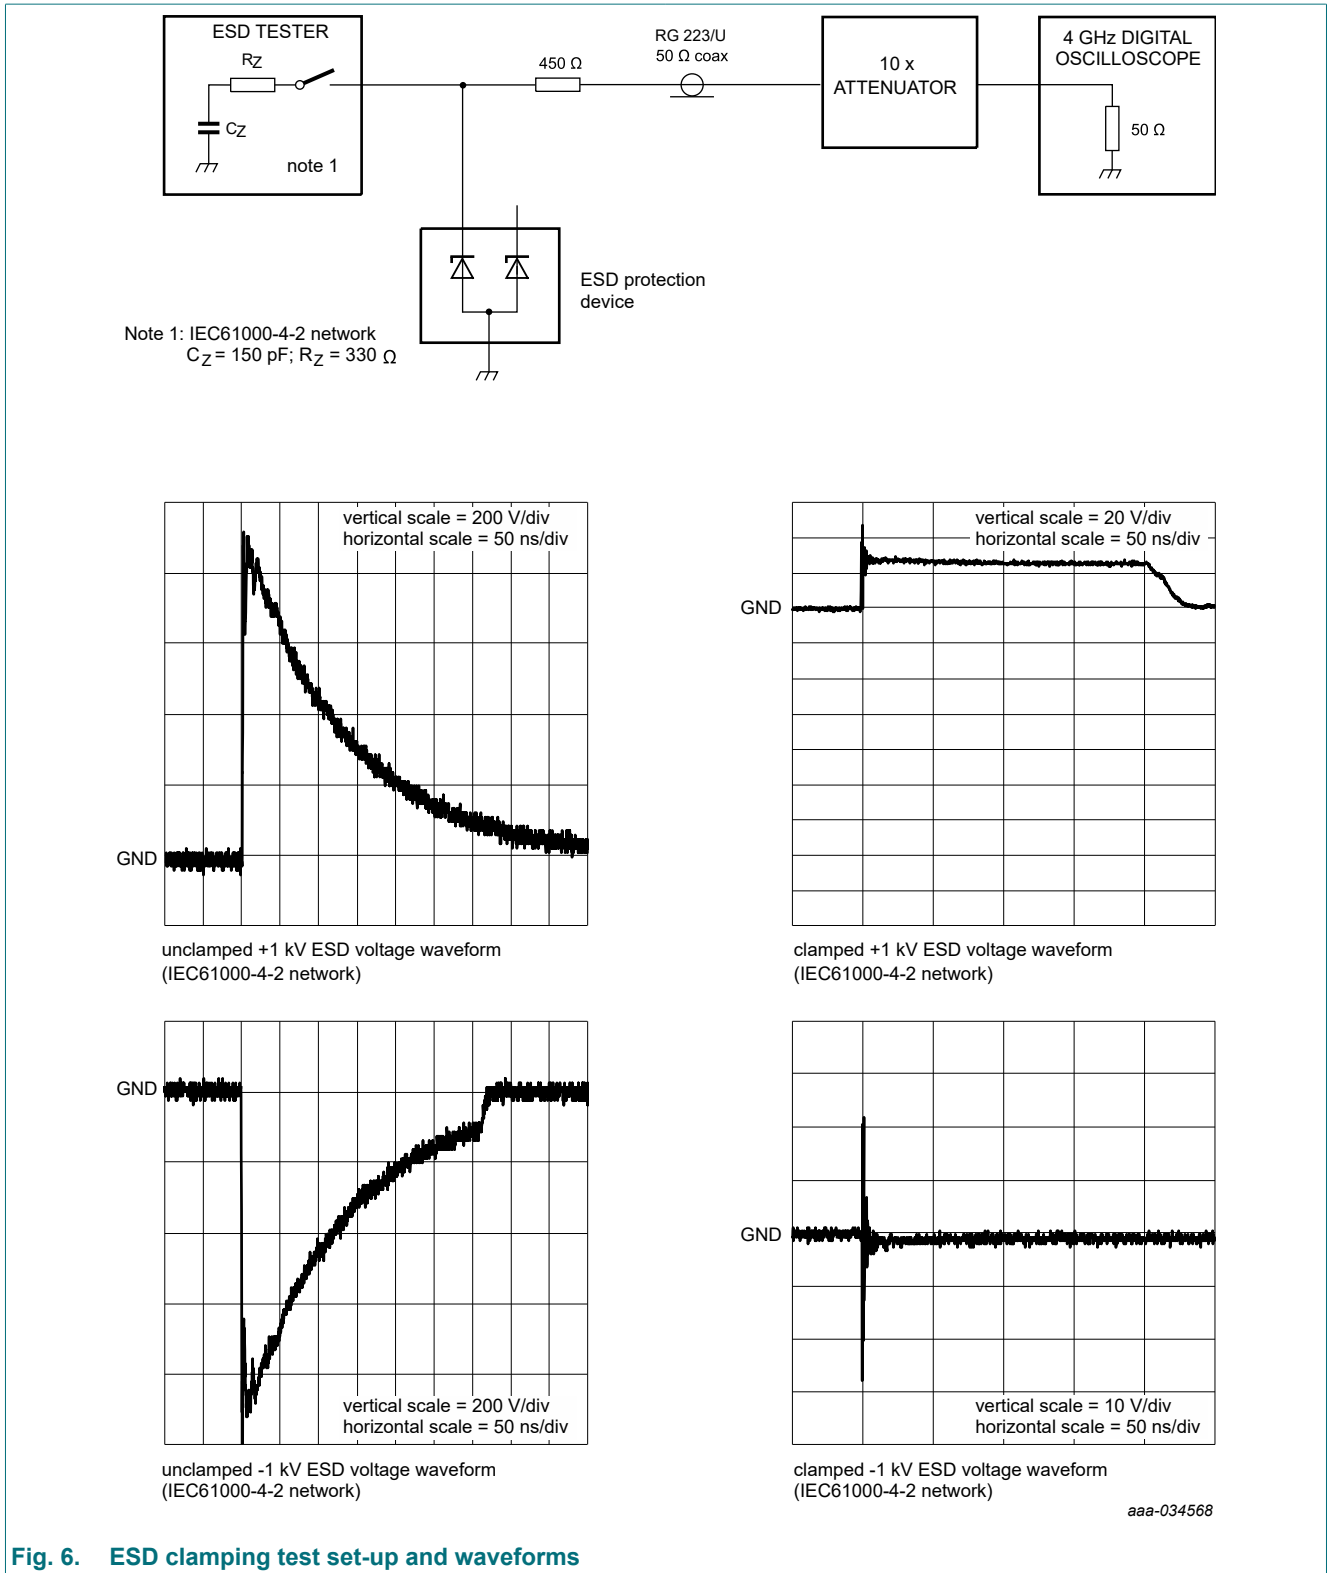 ESD TESTER
RZ
CZ
note 1
450 Ω
RG 223/U
50 Ω coax
10 x
ATTENUATOR
4 GHz DIGITAL
OSCILLOSCOPE
50 Ω
ESD protection
device
Note 1: IEC61000-4-2 network
CZ = 150 pF; RZ = 330 Ω
vertical scale = 200 V/div
horizontal scale = 50 ns/div
GND
unclamped +1 kV ESD voltage waveform
(IEC61000-4-2 network)
vertical scale = 20 V/div
horizontal scale = 50 ns/div
GND
clamped +1 kV ESD voltage waveform
(IEC61000-4-2 network)
GND
vertical scale = 200 V/div
horizontal scale = 50 ns/div
unclamped -1 kV ESD voltage waveform
(IEC61000-4-2 network)
GND
vertical scale = 10 V/div
horizontal scale = 50 ns/div
clamped -1 kV ESD voltage waveform
(IEC61000-4-2 network)
aaa-034568
Fig. 6. ESD clamping test set-up and waveforms